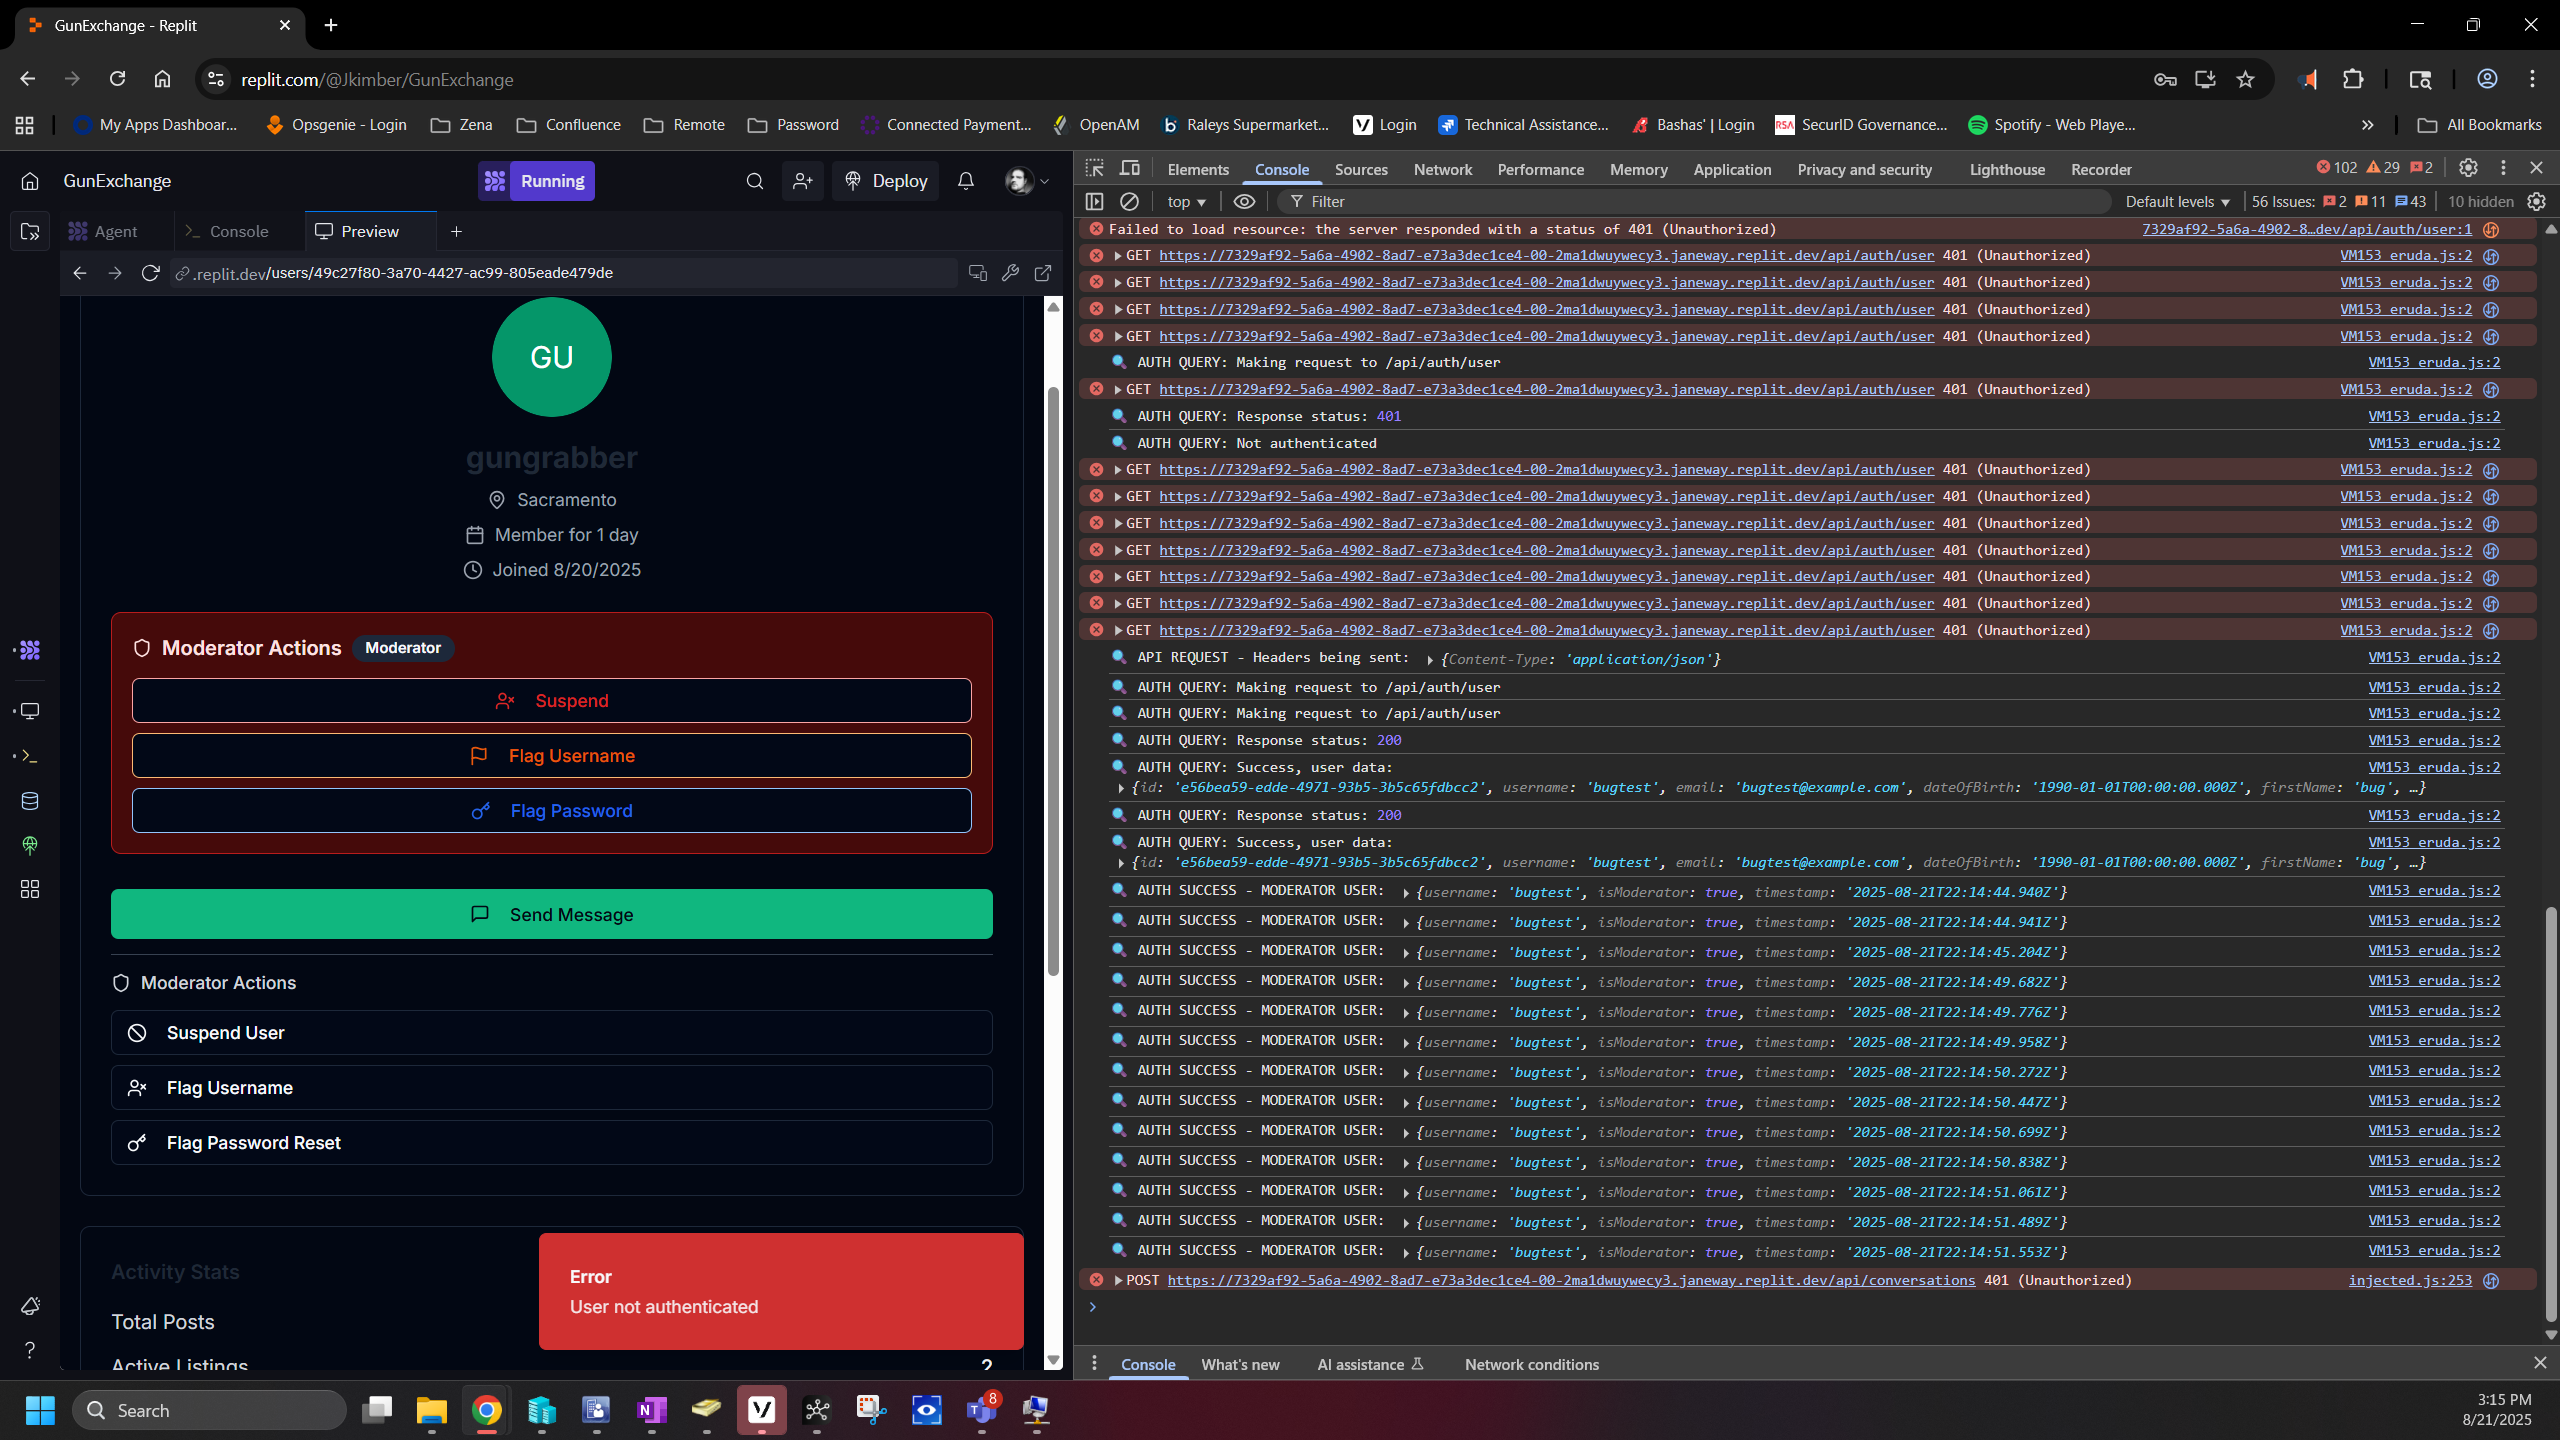 GunExchange - Replit
replit.com/@Jkimber/GunExchange
My Apps Dashboar...
Opsgenie - Login
Zena
Confluence
Remote
Password
Connected Payment...
OpenAM
Raleys Supermarket...
Login
Technical Assistance...
Bashas' | Login
RSA
SecurID Governance...
Spotify - Web Playe...
All Bookmarks
GunExchange
Running
Deploy
Agent
Console
Preview
.replit.dev/users/49c27f80-3a70-4427-ac99-805eade479de
GU
gungrabber
Sacramento
Member for 1 day
Joined 8/20/2025
Moderator Actions Moderator
Suspend
Flag Username
Flag Password
Send Message
Moderator Actions
Suspend User
Flag Username
Flag Password Reset
Activity Stats
Total Posts
Active Listings 2
Error
User not authenticated
Elements Console Sources Network Performance Memory Application Privacy and security Lighthouse Recorder 102 29 2
top Filter Default levels 56 Issues: 2 11 43 10 hidden
Failed to load resource: the server responded with a status of 401 (Unauthorized) 7329af92-5a6a-4902-8…dev/api/auth/user:1
GET https://7329af92-5a6a-4902-8ad7-e73a3dec1ce4-00-2ma1dwuywecy3.janeway.replit.dev/api/auth/user 401 (Unauthorized) VM153 eruda.js:2
GET https://7329af92-5a6a-4902-8ad7-e73a3dec1ce4-00-2ma1dwuywecy3.janeway.replit.dev/api/auth/user 401 (Unauthorized) VM153 eruda.js:2
GET https://7329af92-5a6a-4902-8ad7-e73a3dec1ce4-00-2ma1dwuywecy3.janeway.replit.dev/api/auth/user 401 (Unauthorized) VM153 eruda.js:2
GET https://7329af92-5a6a-4902-8ad7-e73a3dec1ce4-00-2ma1dwuywecy3.janeway.replit.dev/api/auth/user 401 (Unauthorized) VM153 eruda.js:2
AUTH QUERY: Making request to /api/auth/user VM153 eruda.js:2
GET https://7329af92-5a6a-4902-8ad7-e73a3dec1ce4-00-2ma1dwuywecy3.janeway.replit.dev/api/auth/user 401 (Unauthorized) VM153 eruda.js:2
AUTH QUERY: Response status: 401 VM153 eruda.js:2
AUTH QUERY: Not authenticated VM153 eruda.js:2
GET https://7329af92-5a6a-4902-8ad7-e73a3dec1ce4-00-2ma1dwuywecy3.janeway.replit.dev/api/auth/user 401 (Unauthorized) VM153 eruda.js:2
GET https://7329af92-5a6a-4902-8ad7-e73a3dec1ce4-00-2ma1dwuywecy3.janeway.replit.dev/api/auth/user 401 (Unauthorized) VM153 eruda.js:2
GET https://7329af92-5a6a-4902-8ad7-e73a3dec1ce4-00-2ma1dwuywecy3.janeway.replit.dev/api/auth/user 401 (Unauthorized) VM153 eruda.js:2
GET https://7329af92-5a6a-4902-8ad7-e73a3dec1ce4-00-2ma1dwuywecy3.janeway.replit.dev/api/auth/user 401 (Unauthorized) VM153 eruda.js:2
GET https://7329af92-5a6a-4902-8ad7-e73a3dec1ce4-00-2ma1dwuywecy3.janeway.replit.dev/api/auth/user 401 (Unauthorized) VM153 eruda.js:2
GET https://7329af92-5a6a-4902-8ad7-e73a3dec1ce4-00-2ma1dwuywecy3.janeway.replit.dev/api/auth/user 401 (Unauthorized) VM153 eruda.js:2
GET https://7329af92-5a6a-4902-8ad7-e73a3dec1ce4-00-2ma1dwuywecy3.janeway.replit.dev/api/auth/user 401 (Unauthorized) VM153 eruda.js:2
API REQUEST - Headers being sent: {Content-Type: 'application/json'} VM153 eruda.js:2
AUTH QUERY: Making request to /api/auth/user VM153 eruda.js:2
AUTH QUERY: Making request to /api/auth/user VM153 eruda.js:2
AUTH QUERY: Response status: 200 VM153 eruda.js:2
AUTH QUERY: Success, user data: VM153 eruda.js:2
{id: 'e56bea59-edde-4971-93b5-3b5c65fdbcc2', username: 'bugtest', email: 'bugtest@example.com', dateOfBirth: '1990-01-01T00:00:00.000Z', firstName: 'bug', …}
AUTH QUERY: Response status: 200 VM153 eruda.js:2
AUTH QUERY: Success, user data: VM153 eruda.js:2
{id: 'e56bea59-edde-4971-93b5-3b5c65fdbcc2', username: 'bugtest', email: 'bugtest@example.com', dateOfBirth: '1990-01-01T00:00:00.000Z', firstName: 'bug', …}
AUTH SUCCESS - MODERATOR USER: {username: 'bugtest', isModerator: true, timestamp: '2025-08-21T22:14:44.940Z'} VM153 eruda.js:2
AUTH SUCCESS - MODERATOR USER: {username: 'bugtest', isModerator: true, timestamp: '2025-08-21T22:14:44.941Z'} VM153 eruda.js:2
AUTH SUCCESS - MODERATOR USER: {username: 'bugtest', isModerator: true, timestamp: '2025-08-21T22:14:45.204Z'} VM153 eruda.js:2
AUTH SUCCESS - MODERATOR USER: {username: 'bugtest', isModerator: true, timestamp: '2025-08-21T22:14:49.682Z'} VM153 eruda.js:2
AUTH SUCCESS - MODERATOR USER: {username: 'bugtest', isModerator: true, timestamp: '2025-08-21T22:14:49.776Z'} VM153 eruda.js:2
AUTH SUCCESS - MODERATOR USER: {username: 'bugtest', isModerator: true, timestamp: '2025-08-21T22:14:49.958Z'} VM153 eruda.js:2
AUTH SUCCESS - MODERATOR USER: {username: 'bugtest', isModerator: true, timestamp: '2025-08-21T22:14:50.272Z'} VM153 eruda.js:2
AUTH SUCCESS - MODERATOR USER: {username: 'bugtest', isModerator: true, timestamp: '2025-08-21T22:14:50.447Z'} VM153 eruda.js:2
AUTH SUCCESS - MODERATOR USER: {username: 'bugtest', isModerator: true, timestamp: '2025-08-21T22:14:50.699Z'} VM153 eruda.js:2
AUTH SUCCESS - MODERATOR USER: {username: 'bugtest', isModerator: true, timestamp: '2025-08-21T22:14:50.838Z'} VM153 eruda.js:2
AUTH SUCCESS - MODERATOR USER: {username: 'bugtest', isModerator: true, timestamp: '2025-08-21T22:14:51.061Z'} VM153 eruda.js:2
AUTH SUCCESS - MODERATOR USER: {username: 'bugtest', isModerator: true, timestamp: '2025-08-21T22:14:51.489Z'} VM153 eruda.js:2
AUTH SUCCESS - MODERATOR USER: {username: 'bugtest', isModerator: true, timestamp: '2025-08-21T22:14:51.553Z'} VM153 eruda.js:2
POST https://7329af92-5a6a-4902-8ad7-e73a3dec1ce4-00-2ma1dwuywecy3.janeway.replit.dev/api/conversations 401 (Unauthorized) injected.js:253
Console What's new AI assistance Network conditions
Search
8
3:15 PM
8/21/2025